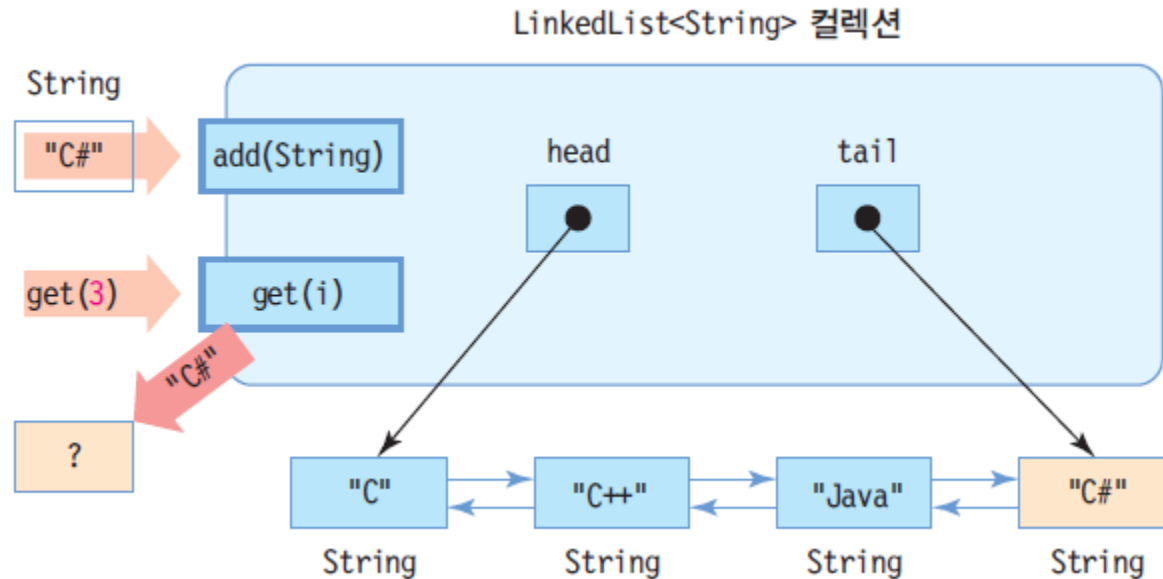 LinkedList<String> 컬렉션
String
"C#"
add(String)
head
tail
get(3)
get(i)
"C#"
?
"C"
"C++"
"Java"
"C#"
String
String
String
String